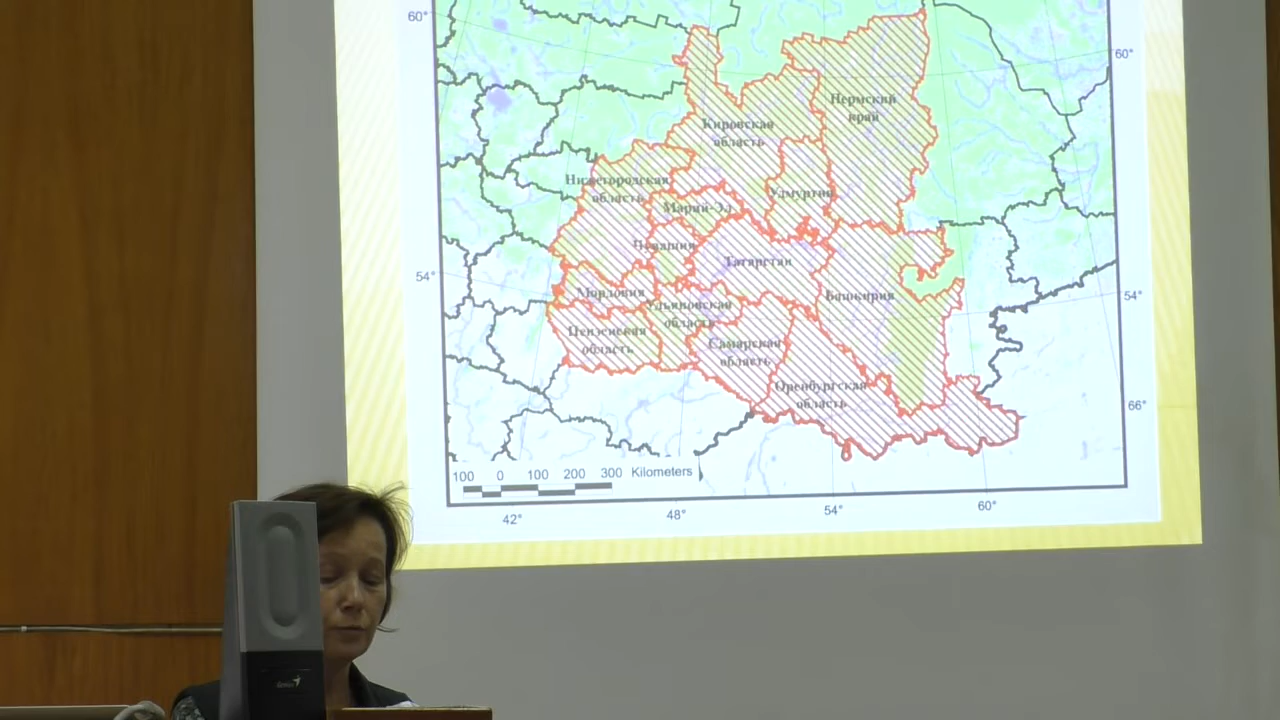 60°
60°
Пермский
край
Кировская
область
Нижегородская
область
Удмуртия
Марий-Эл
Чувашия
Татарстан
54°
Мордовия
Башкирия
54°
Ульяновская
область
Пензенская
область
Самарская
область
Оренбургская
область
66°
100 0 100 200 300 Kilometers
42°
48°
54°
60°
Genius